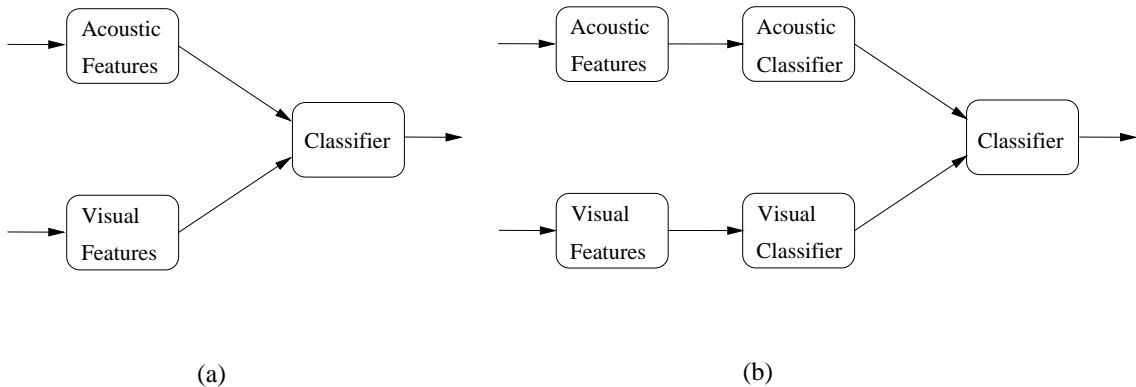 Acoustic
Features
Classifier
Visual
Features
(a)
Acoustic
Features
Acoustic
Classifier
Classifier
Visual
Features
Visual
Classifier
(b)